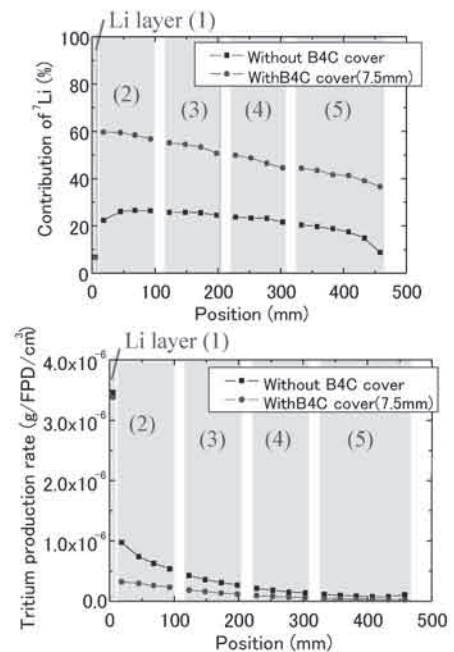 Li layer (1)
100
80
60
40
20
0
Contribution of ⁷Li (%)
Without B4C cover
WithB4C cover(7.5mm)
(2)
(3)
(4)
(5)
0
100
200
300
400
500
Position (mm)
Li layer (1)
4.0x10⁻⁶
3.0x10⁻⁶
2.0x10⁻⁶
1.0x10⁻⁶
0.0
Tritium production rate (g/FPD/cm³)
Without B4C cover
WithB4C cover(7.5mm)
(2)
(3)
(4)
(5)
0
100
200
300
400
500
Position (mm)